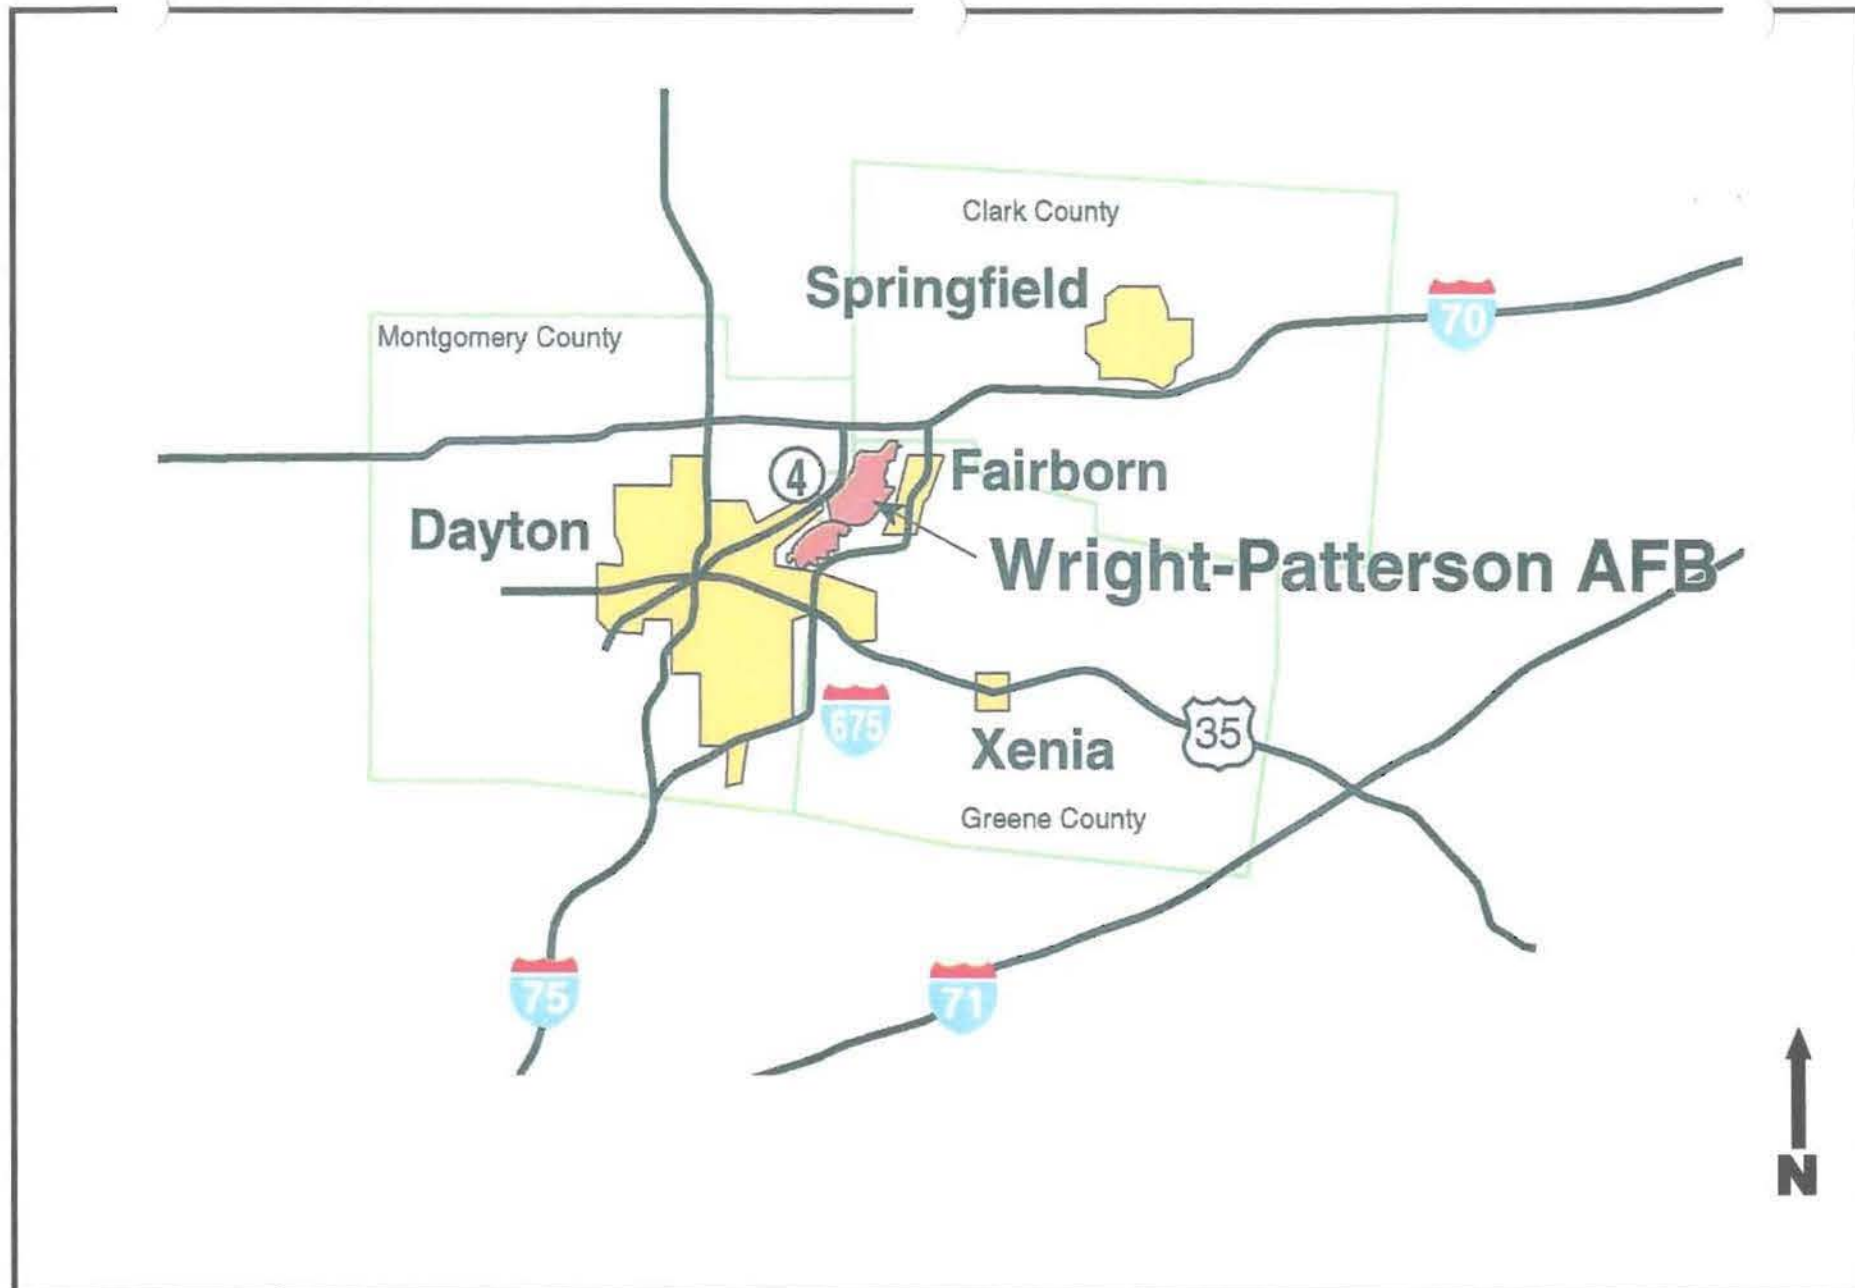 Clark County
Springfield
70
Montgomery County
4
Fairborn
Dayton
Wright-Patterson AFB
675
35
Xenia
Greene County
75
71
N